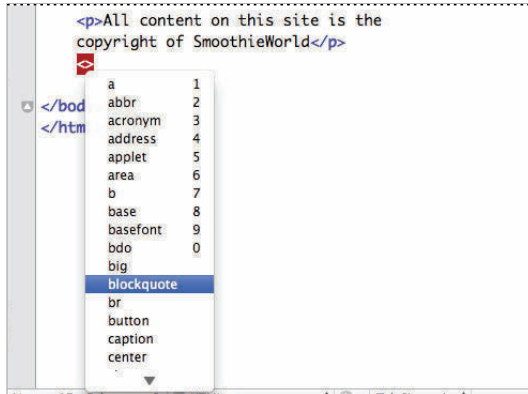 <p>All content on this site is the
copyright of SmoothieWorld</p>
<>
a 1
abbr 2
acronym 3
</bod
address 4
</htm
applet 5
area 6
b 7
base 8
basefont 9
bdo 0
big
blockquote
br
button
caption
center